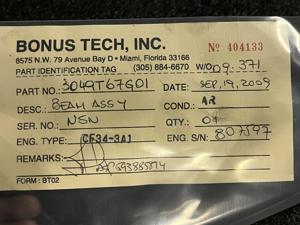 BONUS TECH, INC. № 404133
8575 N.W. 79 Avenue Bay D • Miami, Florida 33166
PART IDENTIFICATION TAG (305) 884-6670 W/O 09-371
PART NO.: 3049T67G01 DATE: SEP, 19, 2009
DESC.: BEAM ASSY COND.: AR
SER. NO.: NSN QTY.: 01
ENG. TYPE: CF34-3A1 ENG. S/N: 807597
REMARKS:
FORM: BT02